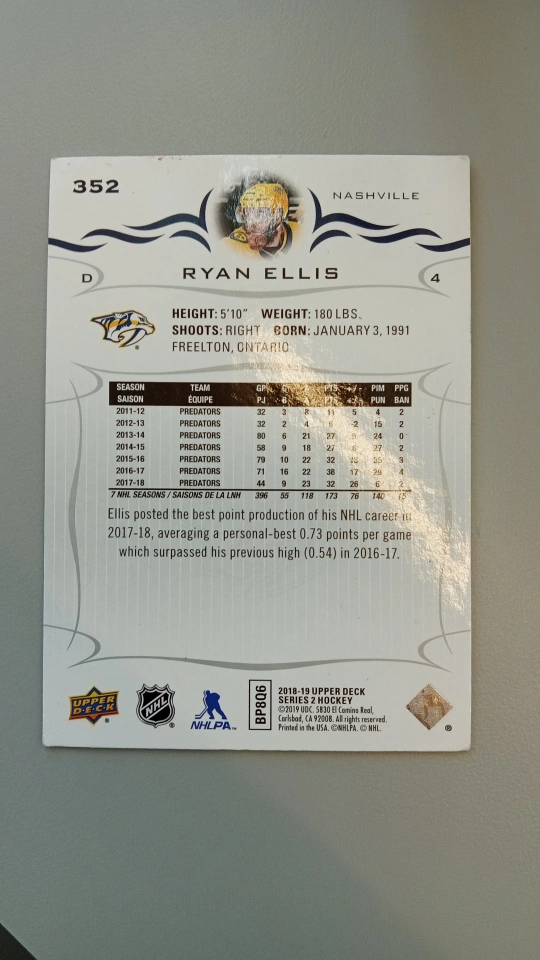 352
NASHVILLE
D
RYAN ELLIS
4
HEIGHT: 5'10" WEIGHT: 180 LBS.
SHOOTS: RIGHT BORN: JANUARY 3, 1991
FREELTON, ONTARIO
SEASON TEAM GP G PTS +/- PIM PPG
SAISON ÉQUIPE PJ B PTS +/- PUN BAN
2011-12 PREDATORS 32 3 8 11 5 4 2
2012-13 PREDATORS 32 2 4 6 -2 15 2
2013-14 PREDATORS 80 6 21 27 9 24 0
2014-15 PREDATORS 58 9 18 27 8 27 2
2015-16 PREDATORS 79 10 22 32 35 3
2016-17 PREDATORS 71 16 22 38 17 29 4
2017-18 PREDATORS 44 9 23 32 26 6 2
7 NHL SEASONS / SAISONS DE LA LNH 396 55 118 173 76 140 15
Ellis posted the best point production of his NHL career in
2017-18, averaging a personal-best 0.73 points per game
which surpassed his previous high (0.54) in 2016-17.
UPPER DECK
NHL
NHLPA
BP8Q6
2018-19 UPPER DECK
SERIES 2 HOCKEY
©2019 UDC. 5830 El Camino Real,
Carlsbad, CA 92008. All rights reserved.
Printed in the USA. ©NHLPA. © NHL.